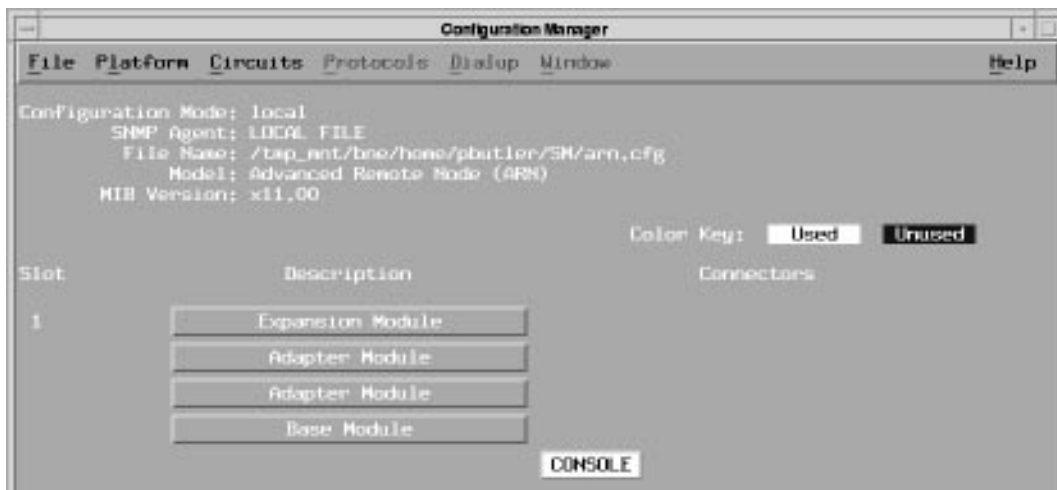 Configuration Manager
File Platform Circuits Protocols Dialup Window Help
Configuration Mode: local
SNMP Agent: LOCAL FILE
File Name: /tmp_mnt/bne/home/pbutler/SM/arn.cfg
Model: Advanced Remote Node (ARN)
MIB Version: x11.00
Color Key: Used Unused
Slot Description Connectors
1 Expansion Module
Adapter Module
Adapter Module
Base Module
CONSOLE